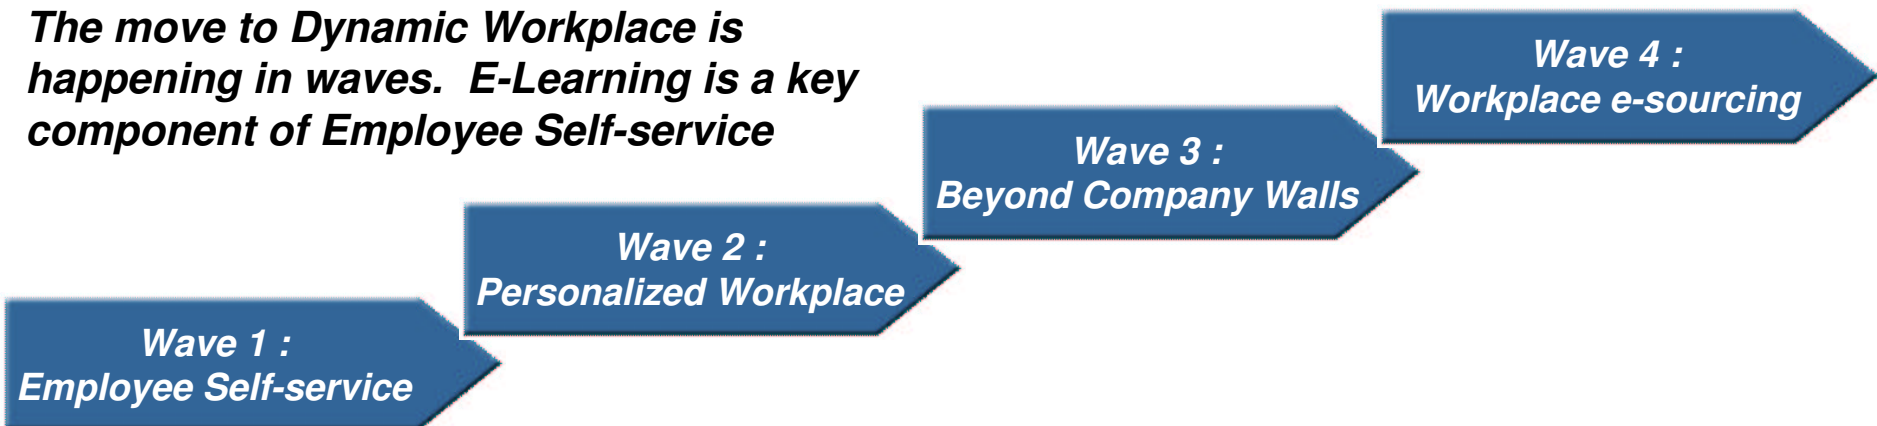 The move to Dynamic Workplace is
happening in waves.  E-Learning is a key
component of Employee Self-service
Wave 4 :
Workplace e-sourcing
Wave 3 :
Beyond Company Walls
Wave 2 :
Personalized Workplace
Wave 1 :
Employee Self-service